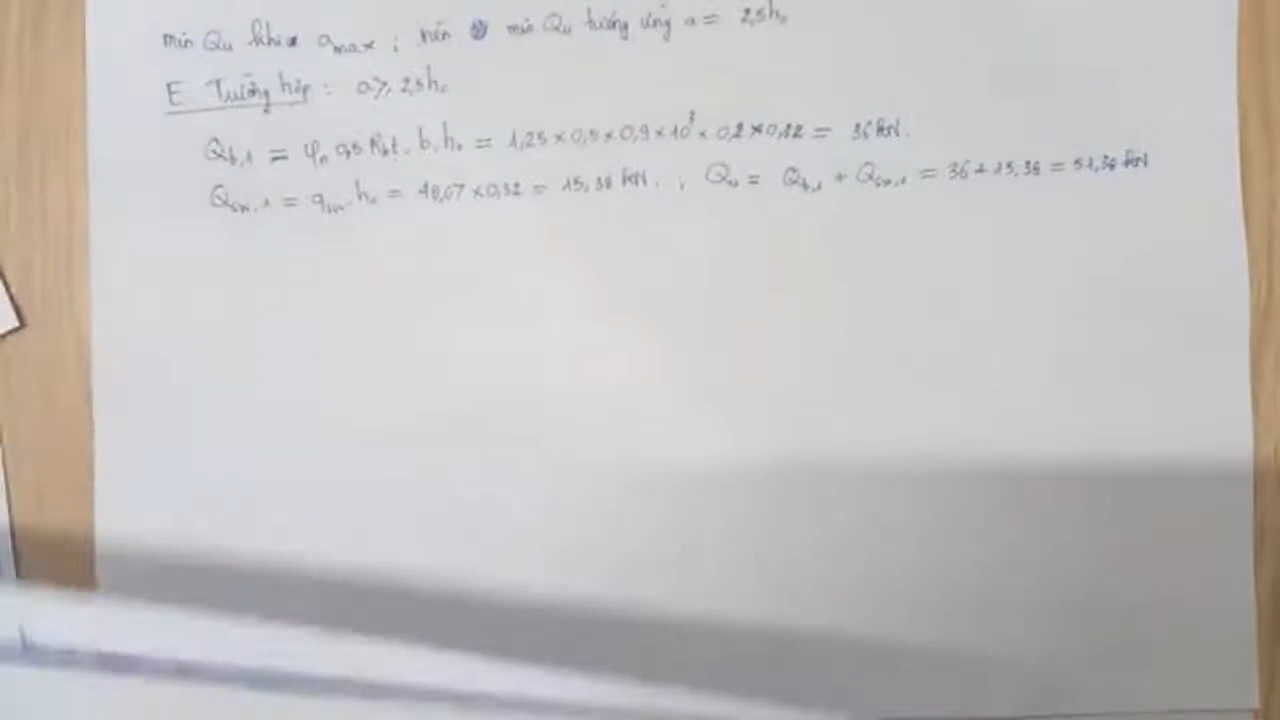 min Qu khi a max ; nên min Qu tương ứng a = 2,5h₀
E Trường hợp : a ≥ 2,5h₀
Qb,1 = φn 0,5 Rbt . b . h₀ = 1,25 × 0,5 × 0,9 × 10³ × 0,2 × 0,32 = 36 kN .
Qsw,1 = qsw . h₀ = 48,07 × 0,32 = 15,38 kN . ; Qu = Qb,1 + Qsw,1 = 36 + 15,38 = 51,38 kN